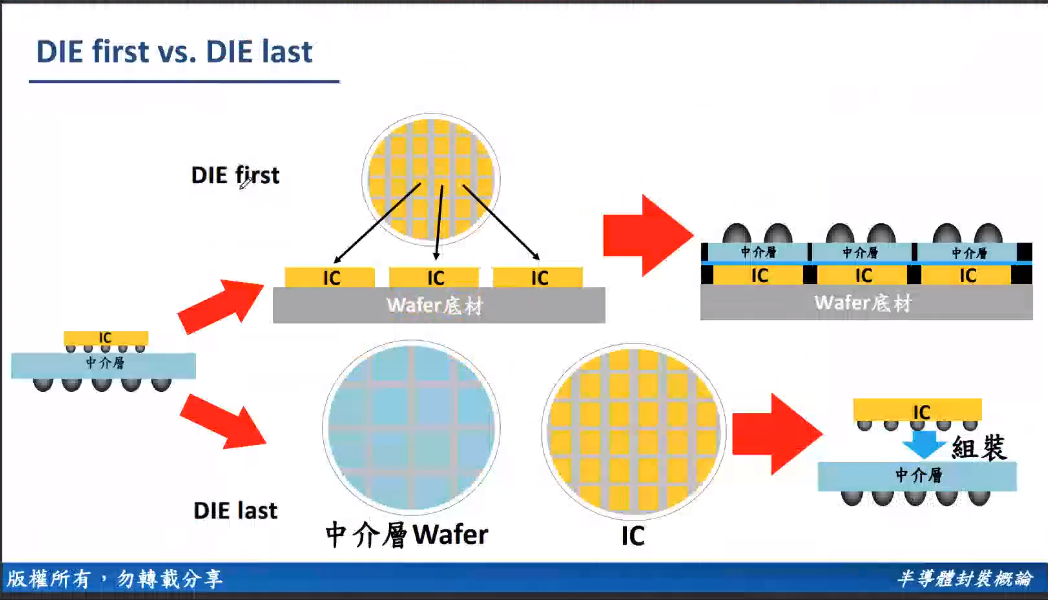 DIE first vs. DIE last
DIE first
IC
IC
IC
Wafer底材
中介層
中介層
中介層
IC
IC
IC
Wafer底材
IC
中介層
DIE last
中介層Wafer
IC
IC
組裝
中介層
版權所有，勿轉載分享
半導體封裝概論